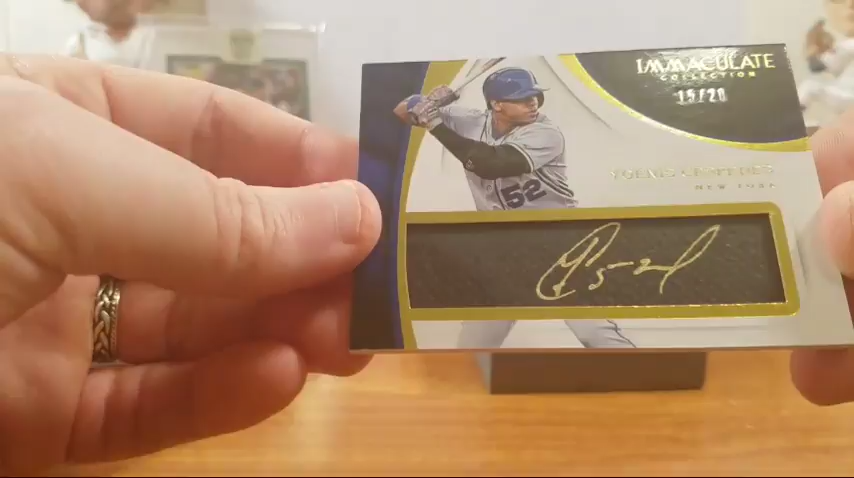 IMMACULATE
COLLECTION
15/20
YOENIS CESPEDES
NEW YORK
52